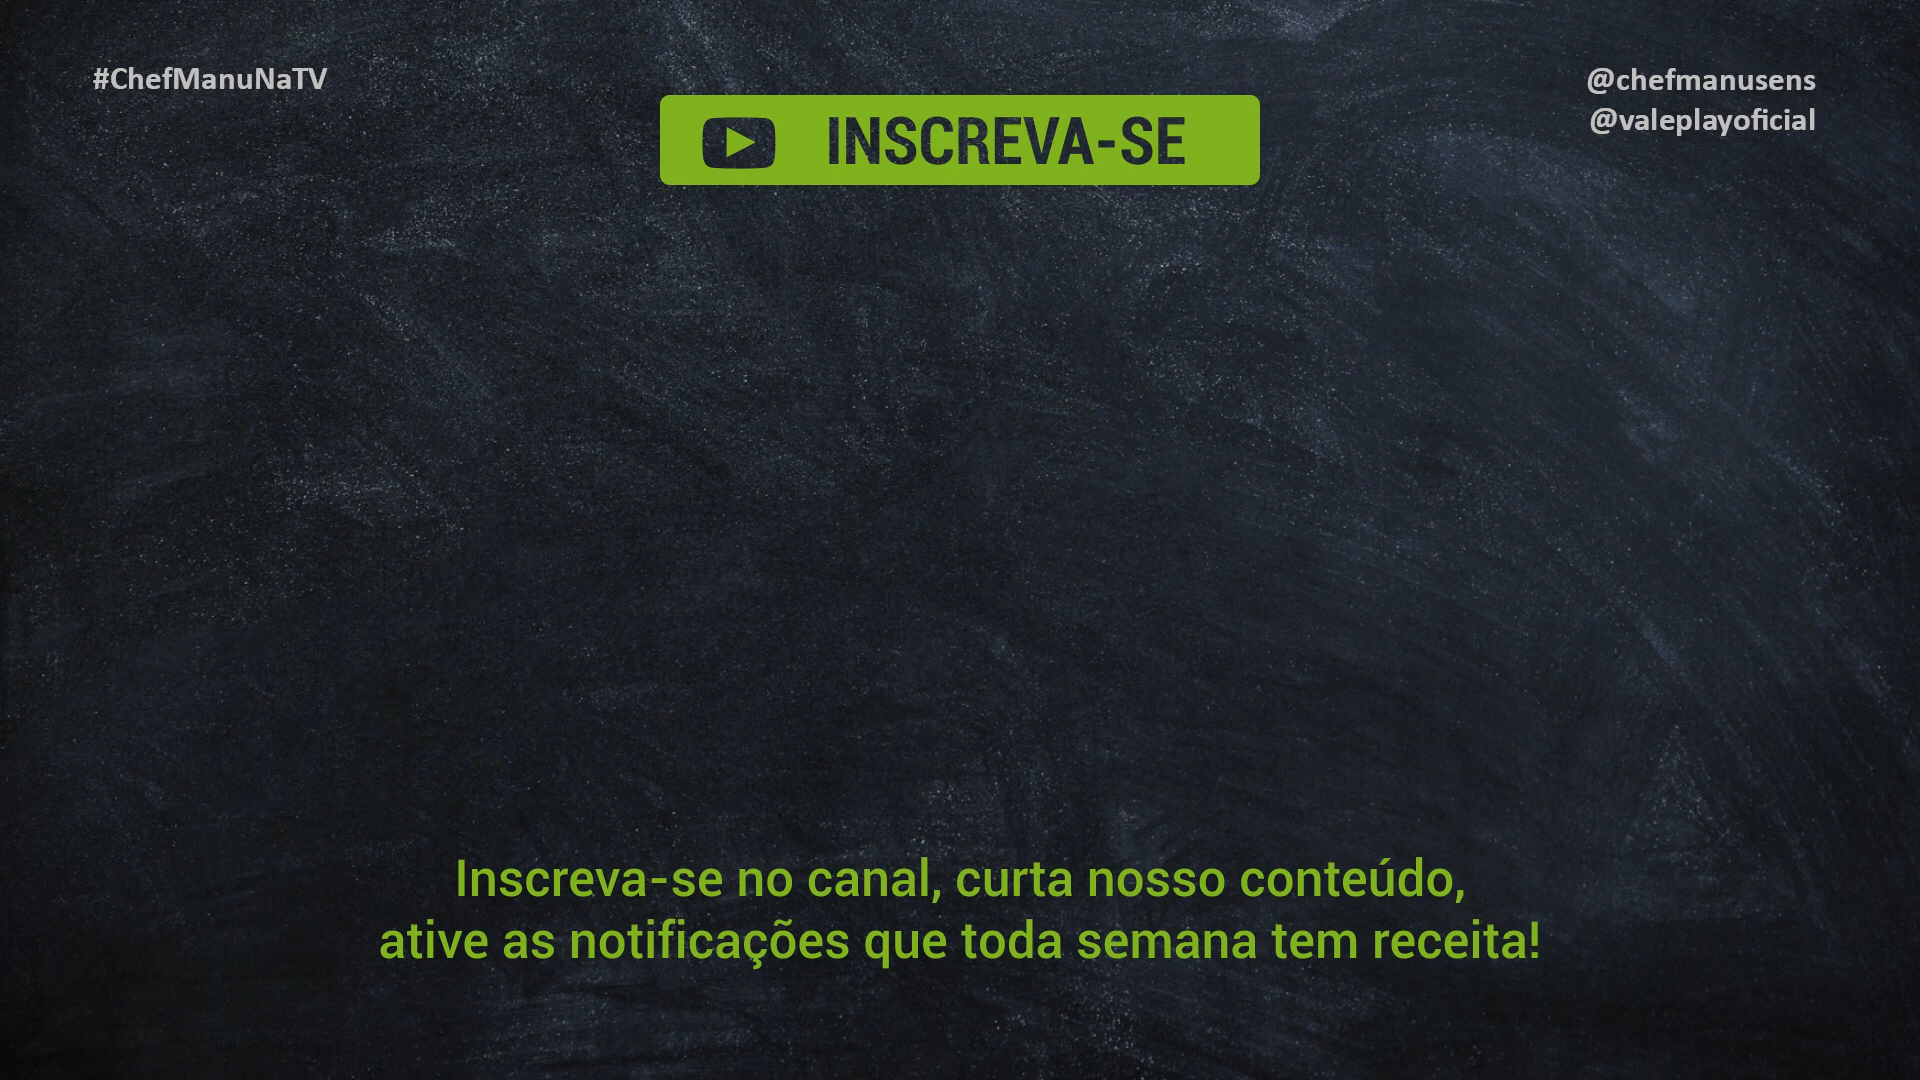 #ChefManuNaTV
@chefmanusens
@valeplayoficial
INSCREVA-SE
Inscreva-se no canal, curta nosso conteúdo,
ative as notificações que toda semana tem receita!